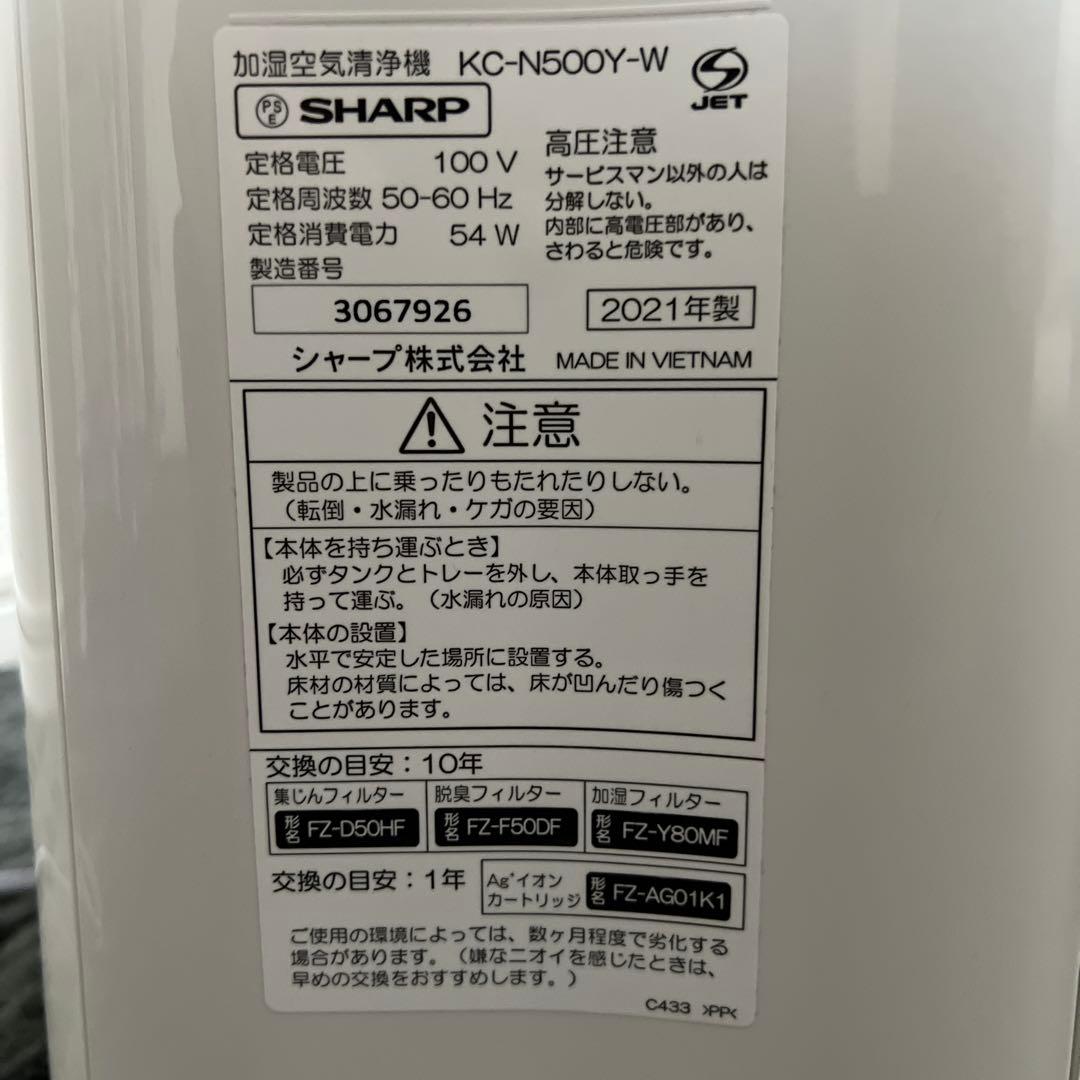 加湿空気清浄機 KC-N500Y-W
JET
PS E SHARP
定格電圧 100 V
定格周波数 50-60 Hz
定格消費電力 54 W
製造番号
3067926
高圧注意
サービスマン以外の人は
分解しない。
内部に高電圧部があり、
さわると危険です。
2021年製
シャープ株式会社 MADE IN VIETNAM
注意
製品の上に乗ったりもたれたりしない。
（転倒・水漏れ・ケガの要因）
【本体を持ち運ぶとき】
必ずタンクとトレーを外し、本体取っ手を
持って運ぶ。（水漏れの原因）
【本体の設置】
水平で安定した場所に設置する。
床材の材質によっては、床が凹んだり傷つく
ことがあります。
交換の目安：10年
集じんフィルター
形名 FZ-D50HF
脱臭フィルター
形名 FZ-F50DF
加湿フィルター
形名 FZ-Y80MF
交換の目安：1年
Ag⁺イオン
カートリッジ
形名 FZ-AG01K1
ご使用の環境によっては、数ヶ月程度で劣化する
場合があります。（嫌なニオイを感じたときは、
早めの交換をおすすめします。）
C433 >PP<